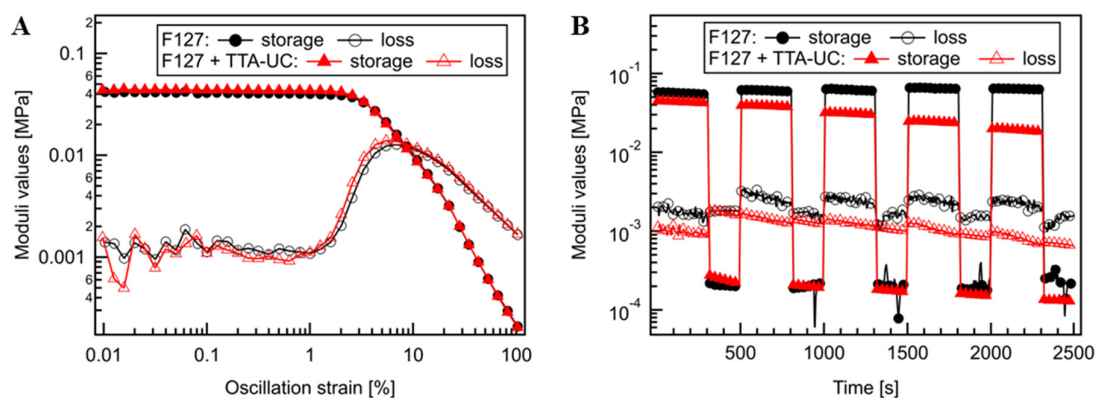 A
F127: storage loss
F127 + TTA-UC: storage loss
Moduli values [MPa]
2
0.1
6
4
2
0.01
6
4
2
0.001
6
4
2
0.01 0.1 1 10 100
Oscillation strain [%]
B
F127: storage loss
F127 + TTA-UC: storage loss
Moduli values [MPa]
10-1
10-2
10-3
10-4
500 1000 1500 2000 2500
Time [s]